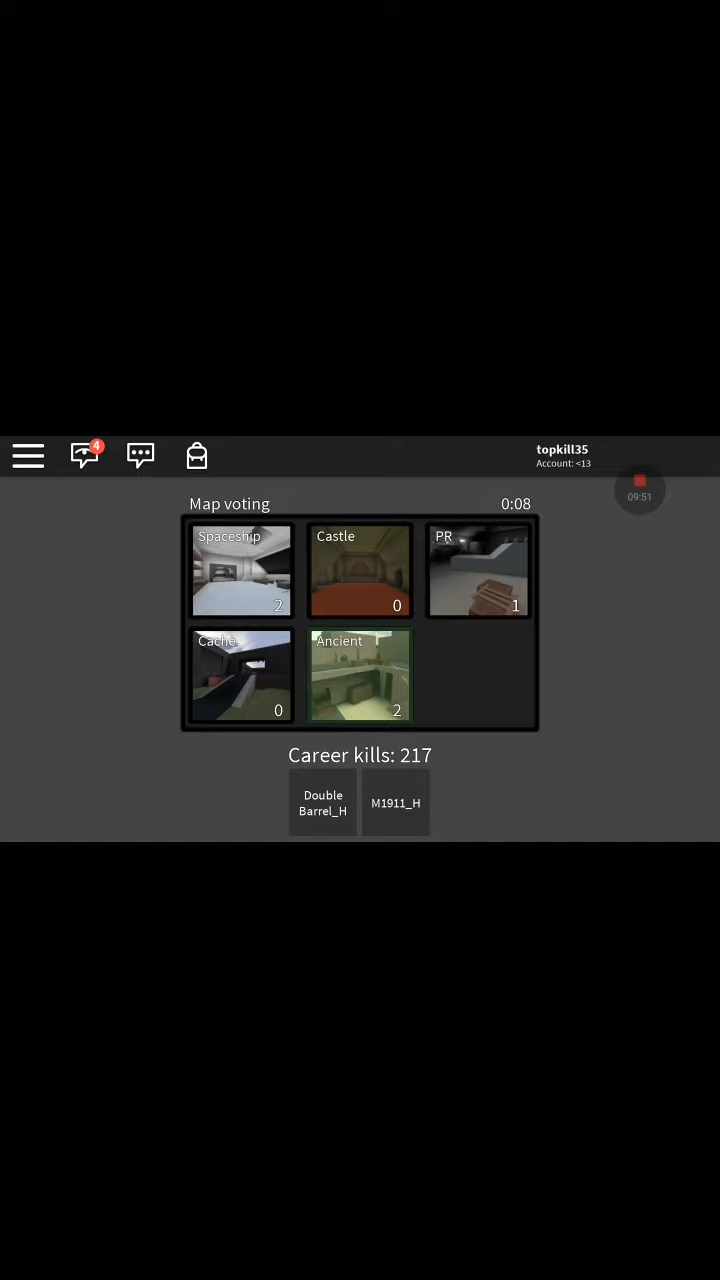 4
topkill35
Account: <13
09:51
Map voting
0:08
Spaceship
2
Castle
0
PR
1
Cache
0
Ancient
2
Career kills: 217
Double
Barrel_H
M1911_H